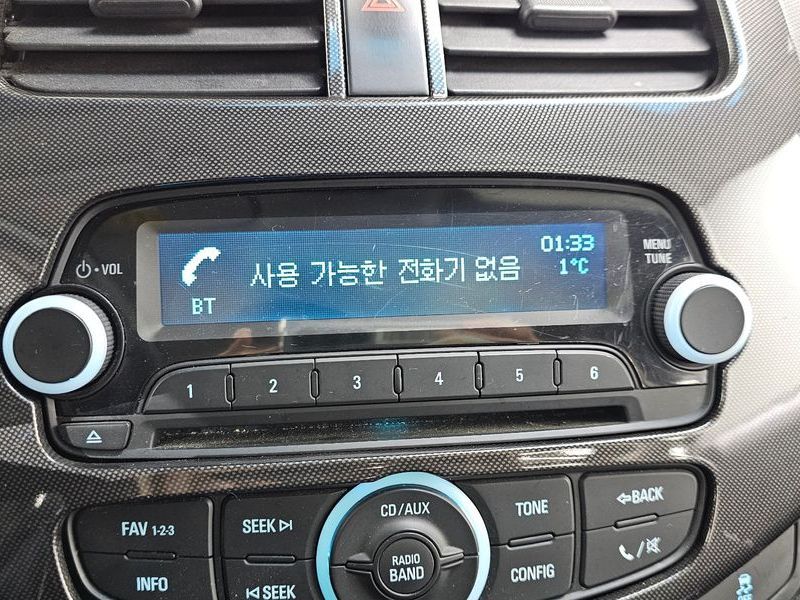 VOL
MENU
TUNE
01:33
사용 가능한 전화기 없음
1°C
BT
1 2 3 4 5 6
CD/AUX
FAV 1-2-3
SEEK
TONE
BACK
RADIO
BAND
INFO
SEEK
CONFIG